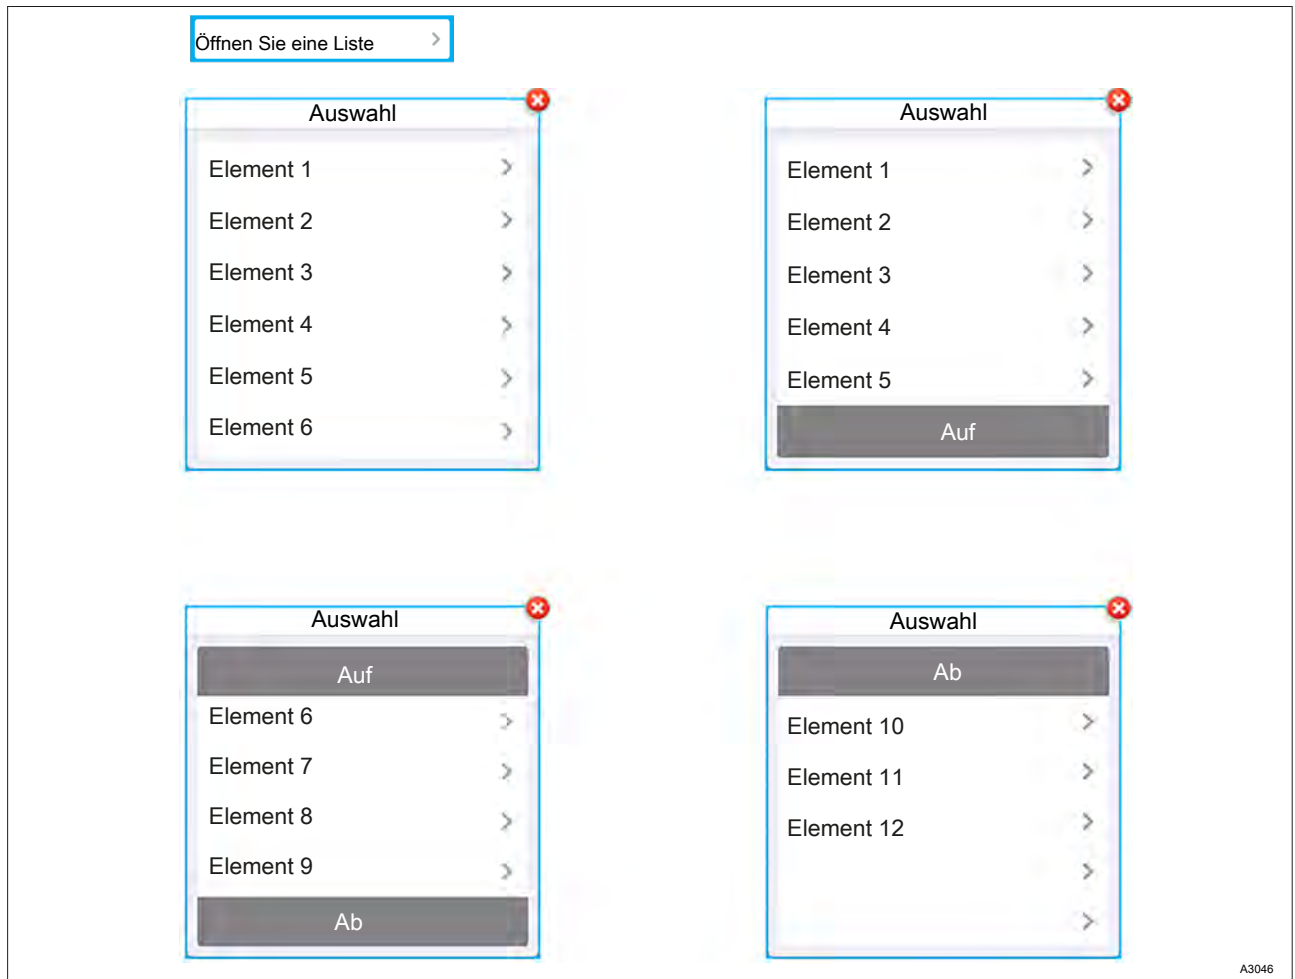 Öffnen Sie eine Liste
Auswahl
Element 1
Element 2
Element 3
Element 4
Element 5
Element 6
Auswahl
Element 1
Element 2
Element 3
Element 4
Element 5
Auf
Auswahl
Auf
Element 6
Element 7
Element 8
Element 9
Ab
Auswahl
Ab
Element 10
Element 11
Element 12
A3046